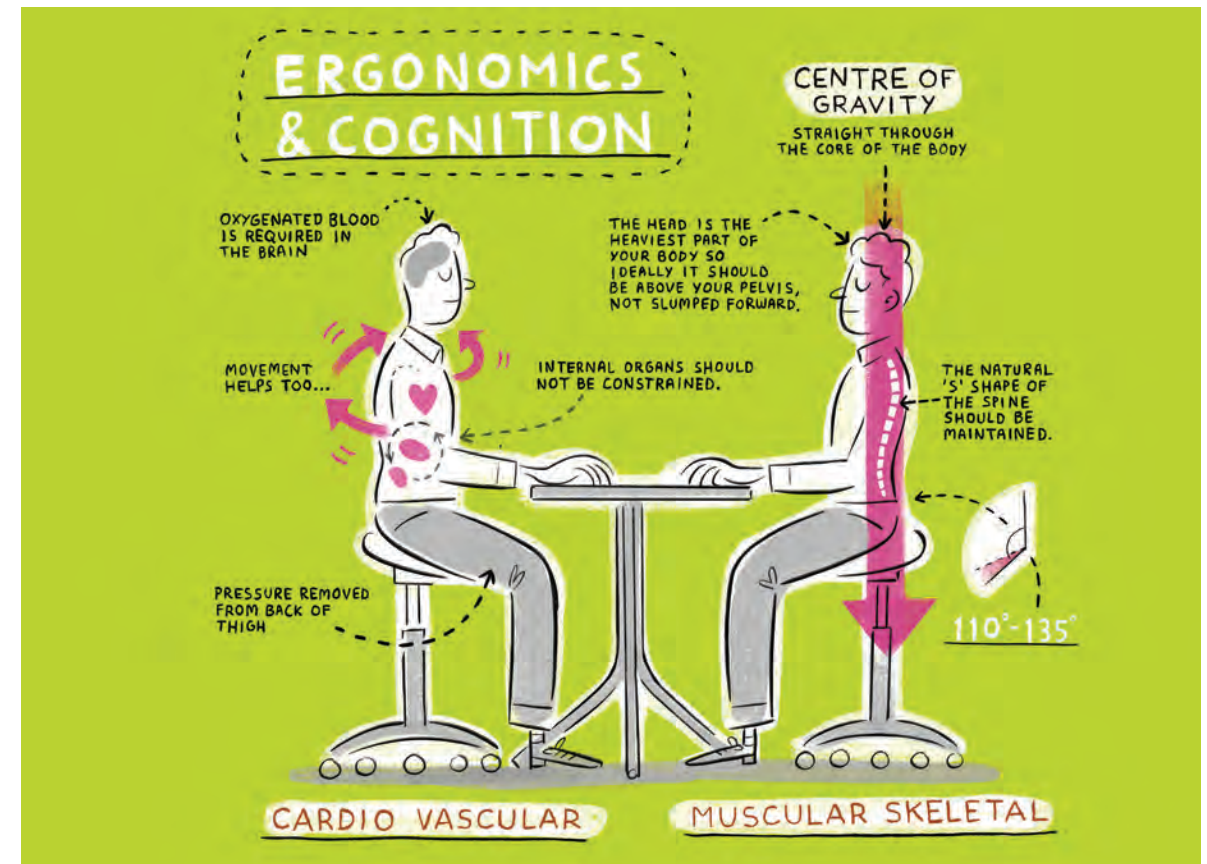 ERGONOMICS
& COGNITION
CENTRE OF
GRAVITY
STRAIGHT THROUGH
THE CORE OF THE BODY
OXYGENATED BLOOD
IS REQUIRED IN
THE BRAIN
THE HEAD IS THE
HEAVIEST PART OF
YOUR BODY SO
IDEALLY IT SHOULD
BE ABOVE YOUR PELVIS,
NOT SLUMPED FORWARD.
MOVEMENT
HELPS TOO...
INTERNAL ORGANS SHOULD
NOT BE CONSTRAINED.
THE NATURAL
'S' SHAPE OF
THE SPINE
SHOULD BE
MAINTAINED.
PRESSURE REMOVED
FROM BACK OF
THIGH
110°-135°
CARDIO VASCULAR
MUSCULAR SKELETAL